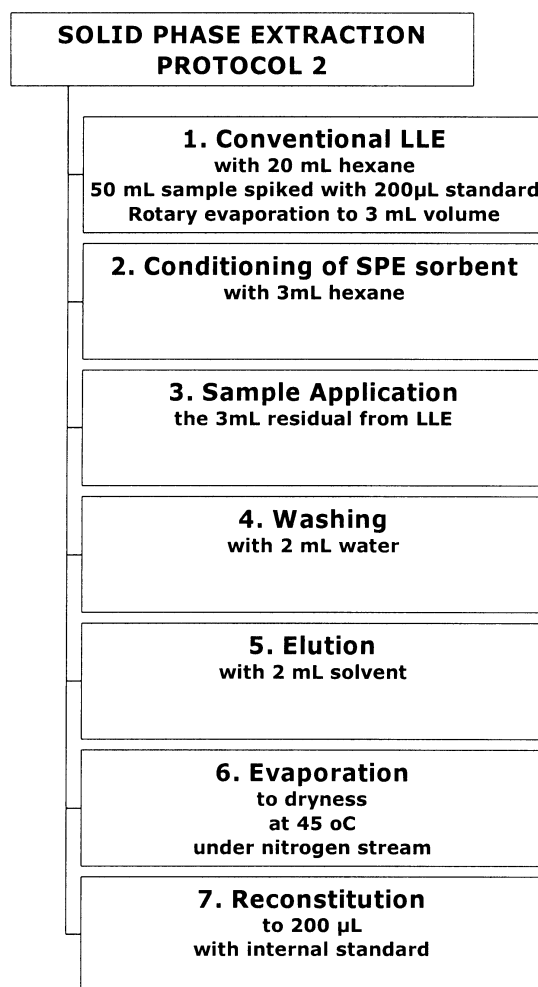 SOLID PHASE EXTRACTION
PROTOCOL 2
1. Conventional LLE
with 20 mL hexane
50 mL sample spiked with 200µL standard
Rotary evaporation to 3 mL volume
2. Conditioning of SPE sorbent
with 3mL hexane
3. Sample Application
the 3mL residual from LLE
4. Washing
with 2 mL water
5. Elution
with 2 mL solvent
6. Evaporation
to dryness
at 45 oC
under nitrogen stream
7. Reconstitution
to 200 µL
with internal standard